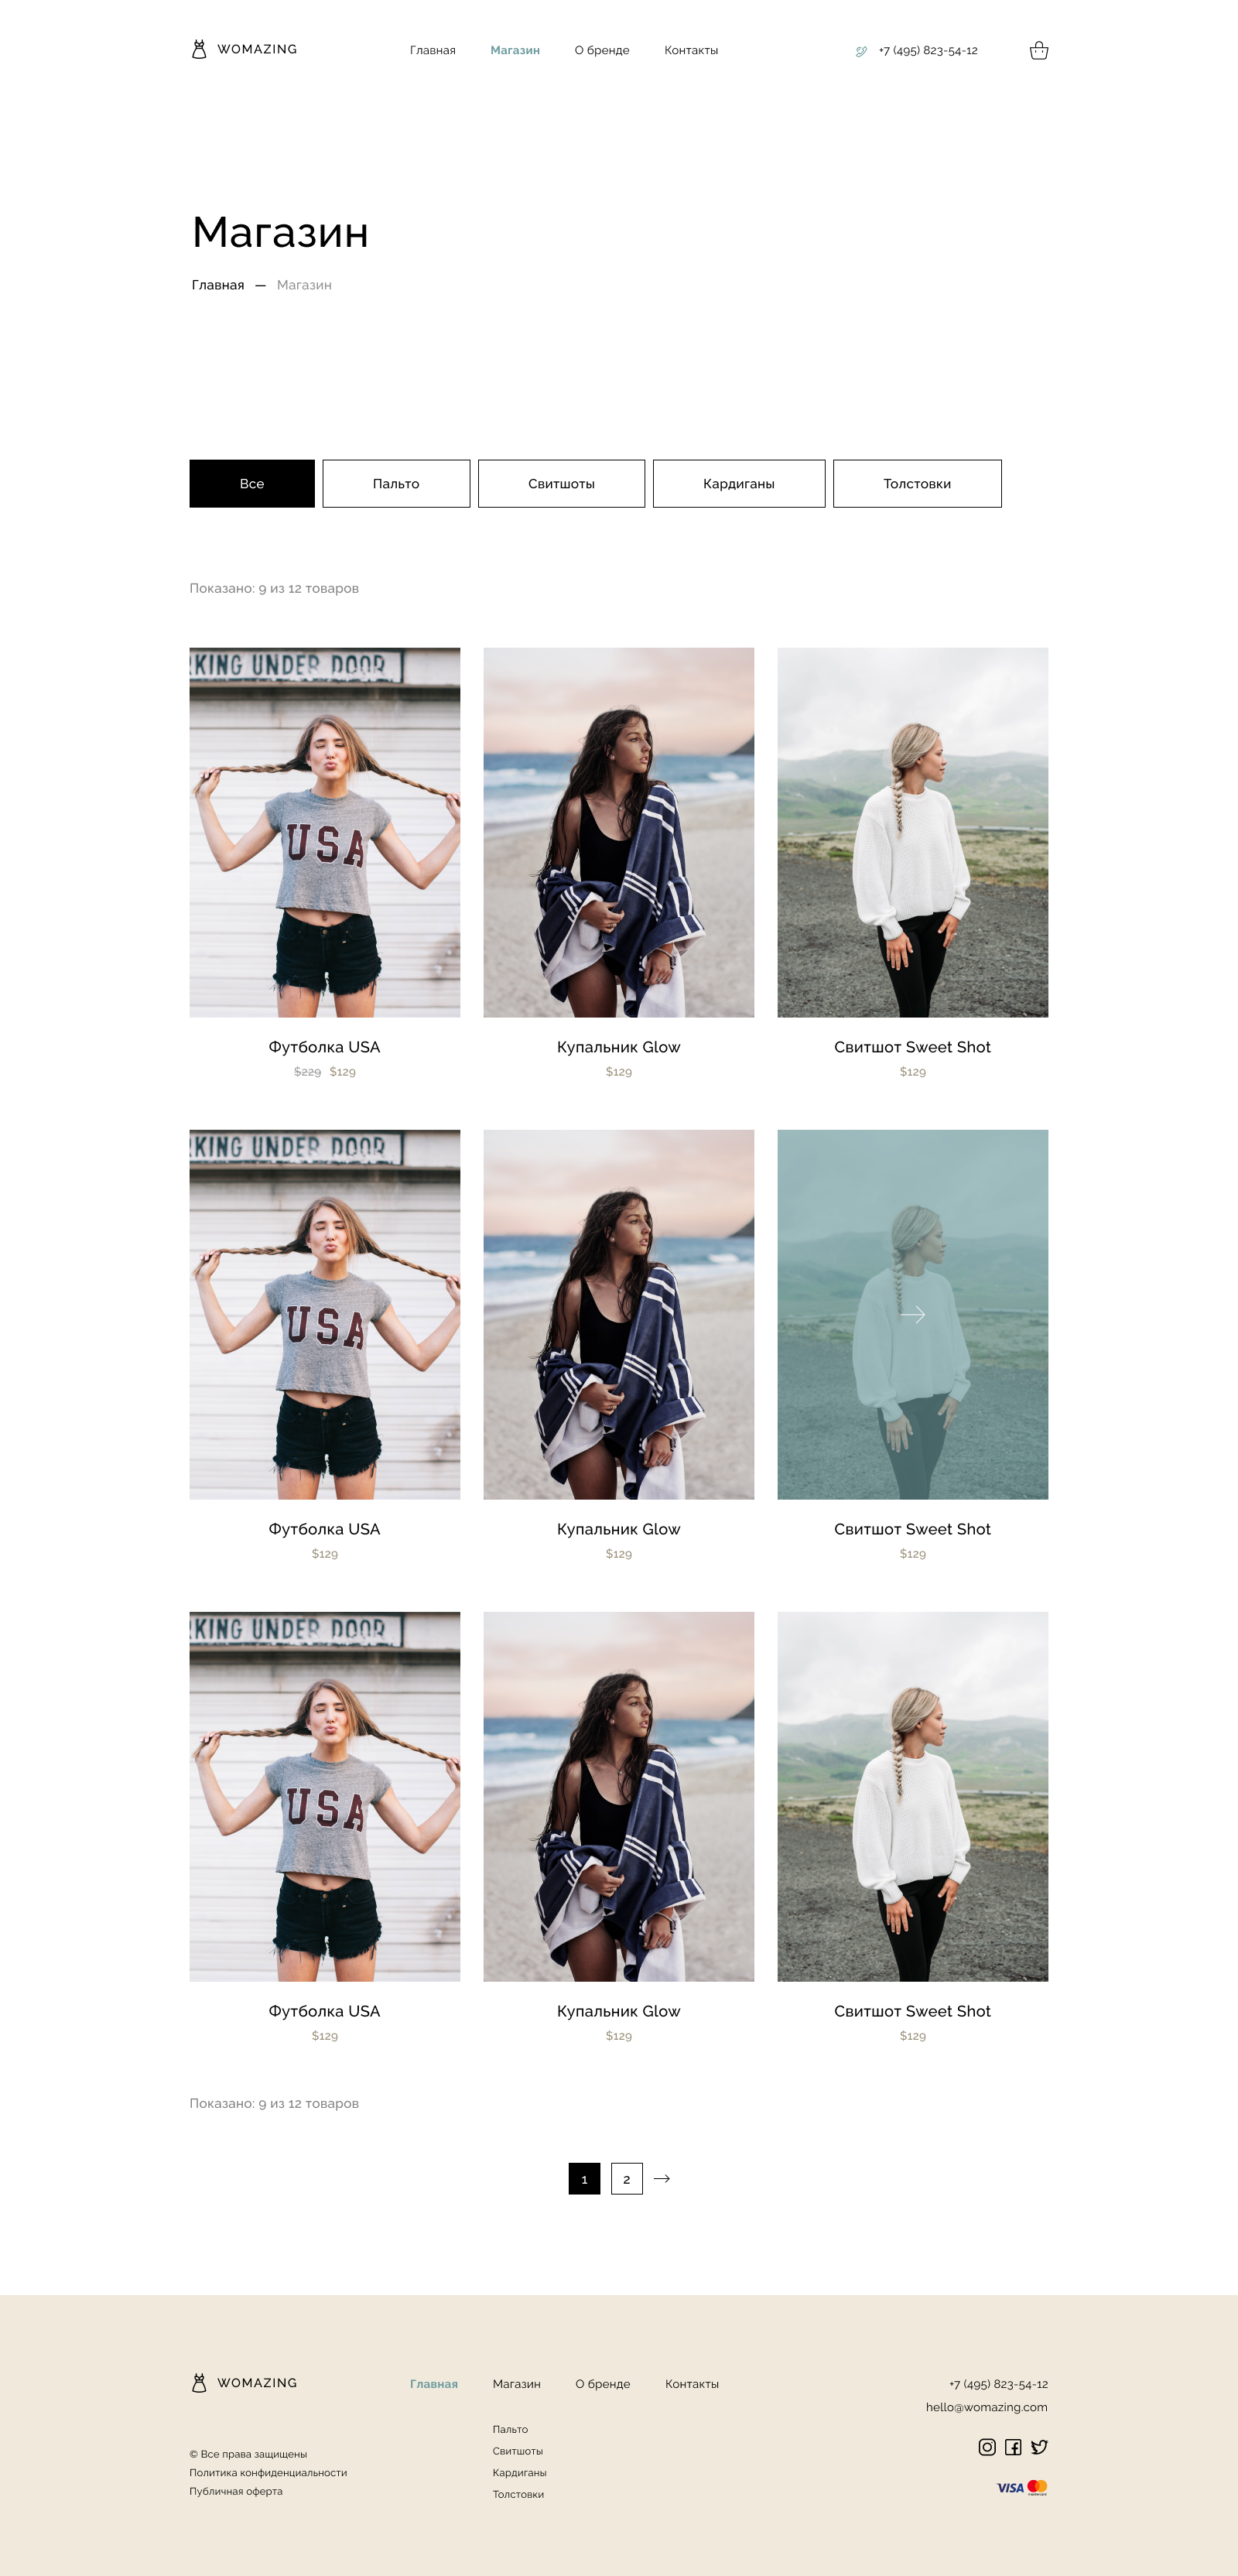 WOMAZING
Главная Магазин О бренде Контакты
+7 (495) 823-54-12
Магазин
Главная — Магазин
Все Пальто Свитшоты Кардиганы Толстовки
Показано: 9 из 12 товаров
KING UNDER DOOR
USA
Футболка USA
$229 $129
Купальник Glow
$129
Свитшот Sweet Shot
$129
KING UNDER DOOR
USA
Футболка USA
$129
Купальник Glow
$129
Свитшот Sweet Shot
$129
KING UNDER DOOR
USA
Футболка USA
$129
Купальник Glow
$129
Свитшот Sweet Shot
$129
Показано: 9 из 12 товаров
1 2
WOMAZING
© Все права защищены
Политика конфиденциальности
Публичная оферта
Главная Магазин О бренде Контакты
Пальто
Свитшоты
Кардиганы
Толстовки
+7 (495) 823-54-12
hello@womazing.com
VISA mastercard